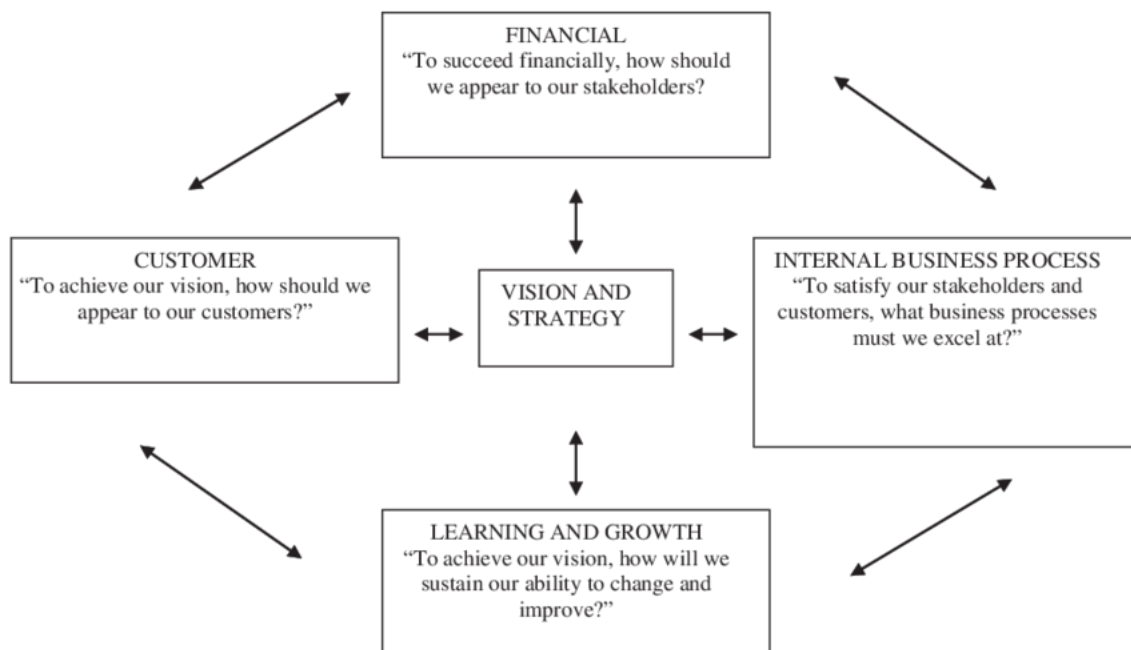 FINANCIAL
“To succeed financially, how should
we appear to our stakeholders?
CUSTOMER
“To achieve our vision, how should we
appear to our customers?”
VISION AND
STRATEGY
INTERNAL BUSINESS PROCESS
“To satisfy our stakeholders and
customers, what business processes
must we excel at?”
LEARNING AND GROWTH
“To achieve our vision, how will we
sustain our ability to change and
improve?”